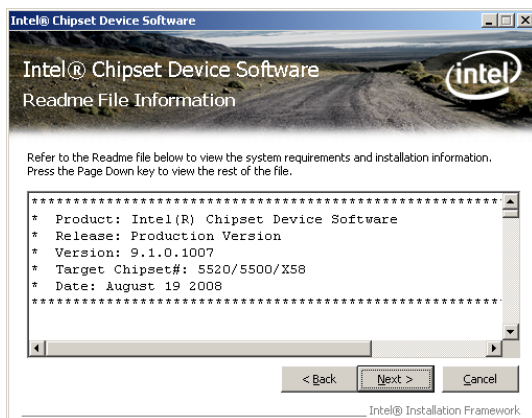 Intel® Chipset Device Software
Intel® Chipset Device Software
intel
Readme File Information
Refer to the Readme file below to view the system requirements and installation information.
Press the Page Down key to view the rest of the file.
************************************************************
*  Product: Intel(R) Chipset Device Software
*  Release: Production Version
*  Version: 9.1.0.1007
*  Target Chipset#: 5520/5500/X58
*  Date: August 19 2008
************************************************************
< Back
Next >
Cancel
Intel® Installation Framework